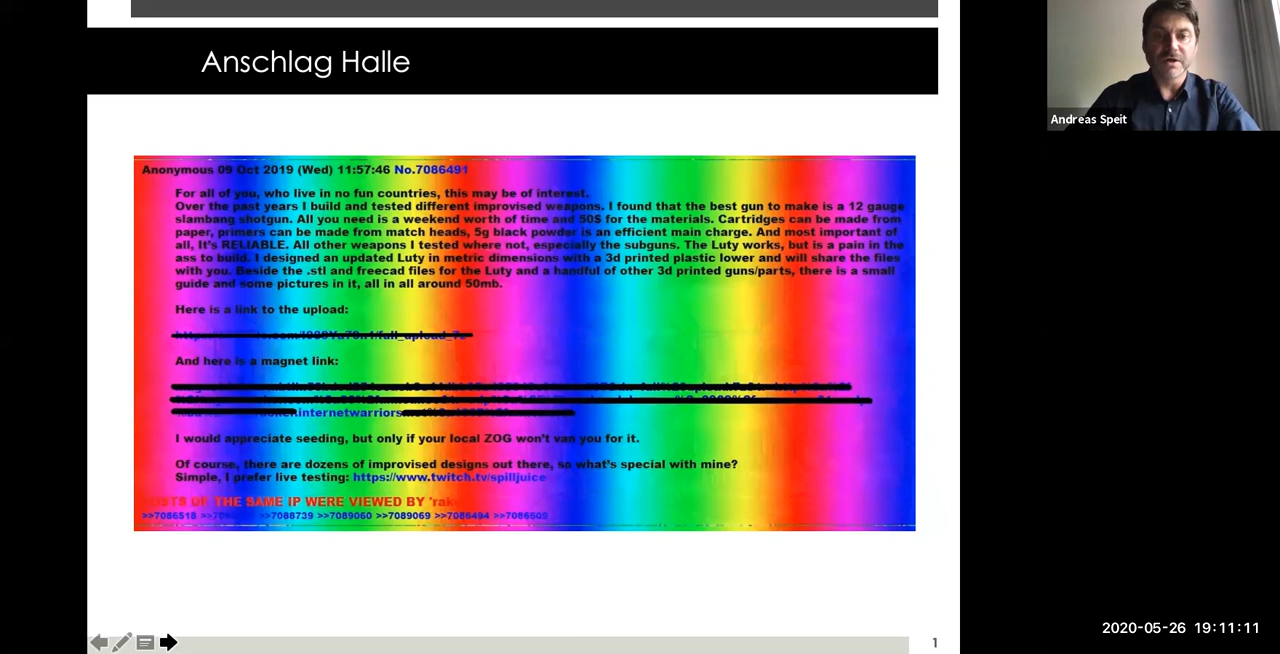 Anschlag Halle
Andreas Speit
Anonymous 09 Oct 2019 (Wed) 11:57:46 No.7086491
For all of you, who live in no fun countries, this may be of interest.
Over the past years I build and tested different improvised weapons. I found that the best gun to make is a 12 gauge
slambang shotgun. All you need is a weekend worth of time and 50$ for the materials. Cartridges can be made from
paper, primers can be made from match heads, 5g black powder is an efficient main charge. And most important of
all, It's RELIABLE. All other weapons I tested where not, especially the subguns. The Luty works, but is a pain in the
ass to build. I designed an updated Luty in metric dimensions with a 3d printed plastic lower and will share the files
with you. Beside the .stl and freecad files for the Luty and a handful of other 3d printed guns/parts, there is a small
guide and some pictures in it, all in all around 50mb.
Here is a link to the upload:
And here is a magnet link:
internetwarriors
I would appreciate seeding, but only if your local ZOG won't van you for it.
Of course, there are dozens of improvised designs out there, so what's special with mine?
Simple, I prefer live testing: https://www.twitch.tv/spilljuice
POSTS OF THE SAME IP WERE VIEWED BY
>>7086518 >>7088739 >>7089060 >>7089069 >>7086494 >>7086609
1
2020-05-26 19:11:11